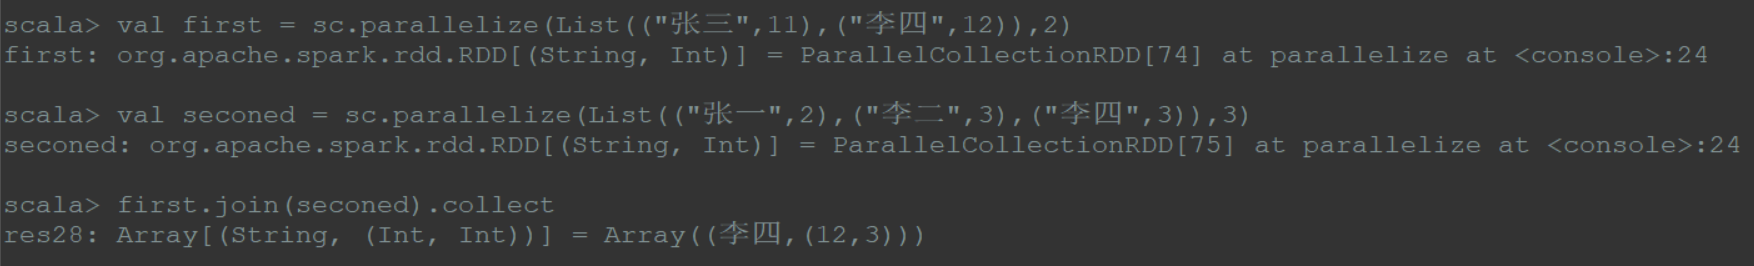 scala> val first = sc.parallelize(List(("张三",11),("李四",12)),2)
first: org.apache.spark.rdd.RDD[(String, Int)] = ParallelCollectionRDD[74] at parallelize at <console>:24
scala> val seconed = sc.parallelize(List(("张一",2),("李二",3),("李四",3)),3)
seconed: org.apache.spark.rdd.RDD[(String, Int)] = ParallelCollectionRDD[75] at parallelize at <console>:24
scala> first.join(seconed).collect
res28: Array[(String, (Int, Int))] = Array((李四,(12,3)))